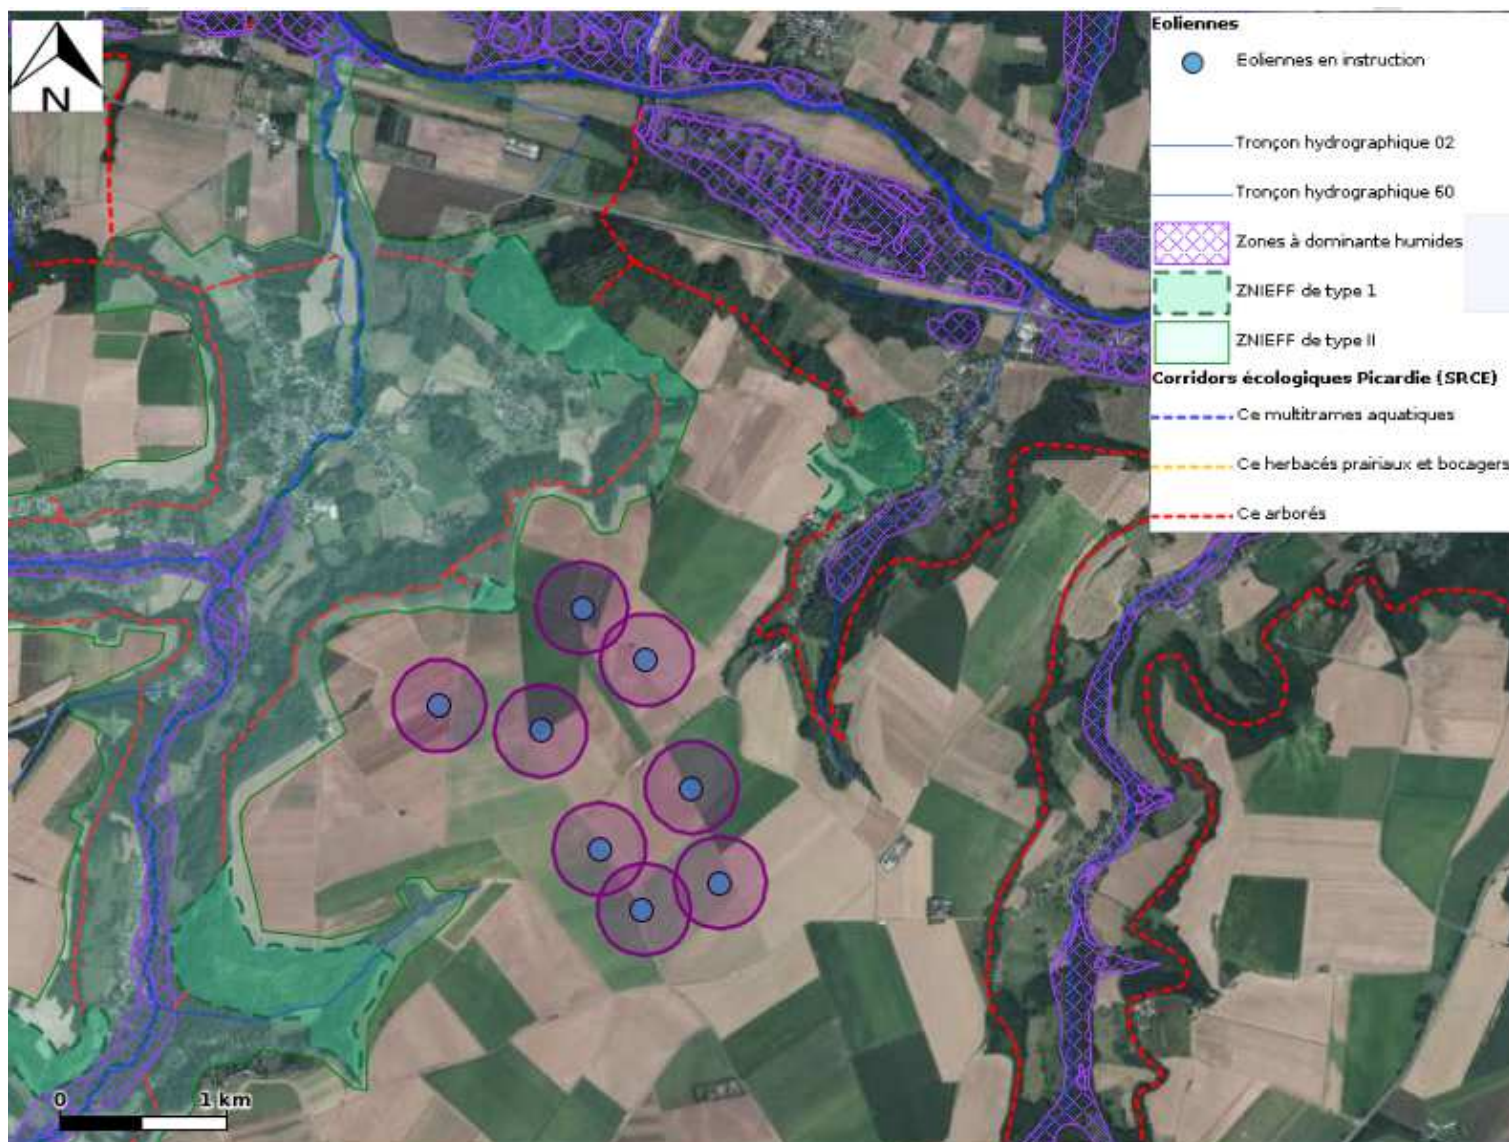 N
Eoliennes
Eoliennes en instruction
Tronçon hydrographique 02
Tronçon hydrographique 60
Zones à dominante humides
ZNIEFF de type 1
ZNIEFF de type II
Corridors écologiques Picardie (SRCE)
Ce multitrames aquatiques
Ce herbacés prairiaux et bocagers
Ce arborés
0 1 km